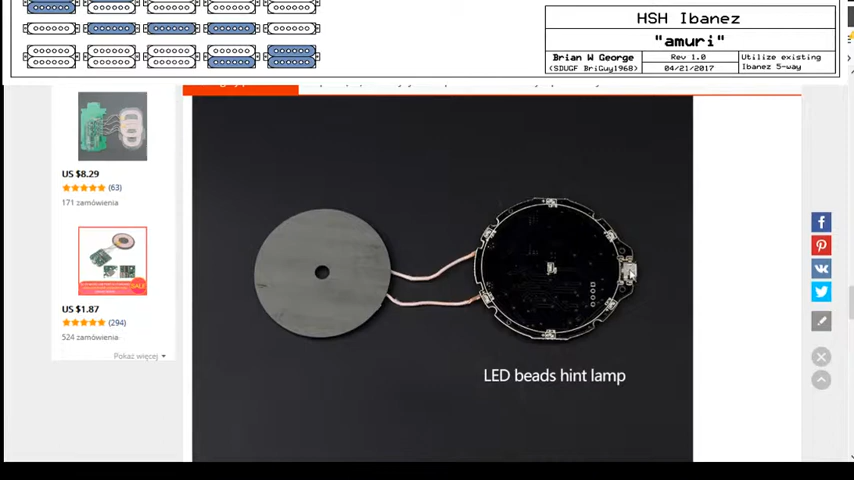 HSH Ibanez
"amuri"
Brian W George
(SDUGF BriGuy1968)
Rev 1.0
04/21/2017
Utilize existing
Ibanez 5-way
US $8.29
(63)
171 zamówienia
SALE
US $1.87
(294)
524 zamówienia
Pokaż więcej
LED beads hint lamp